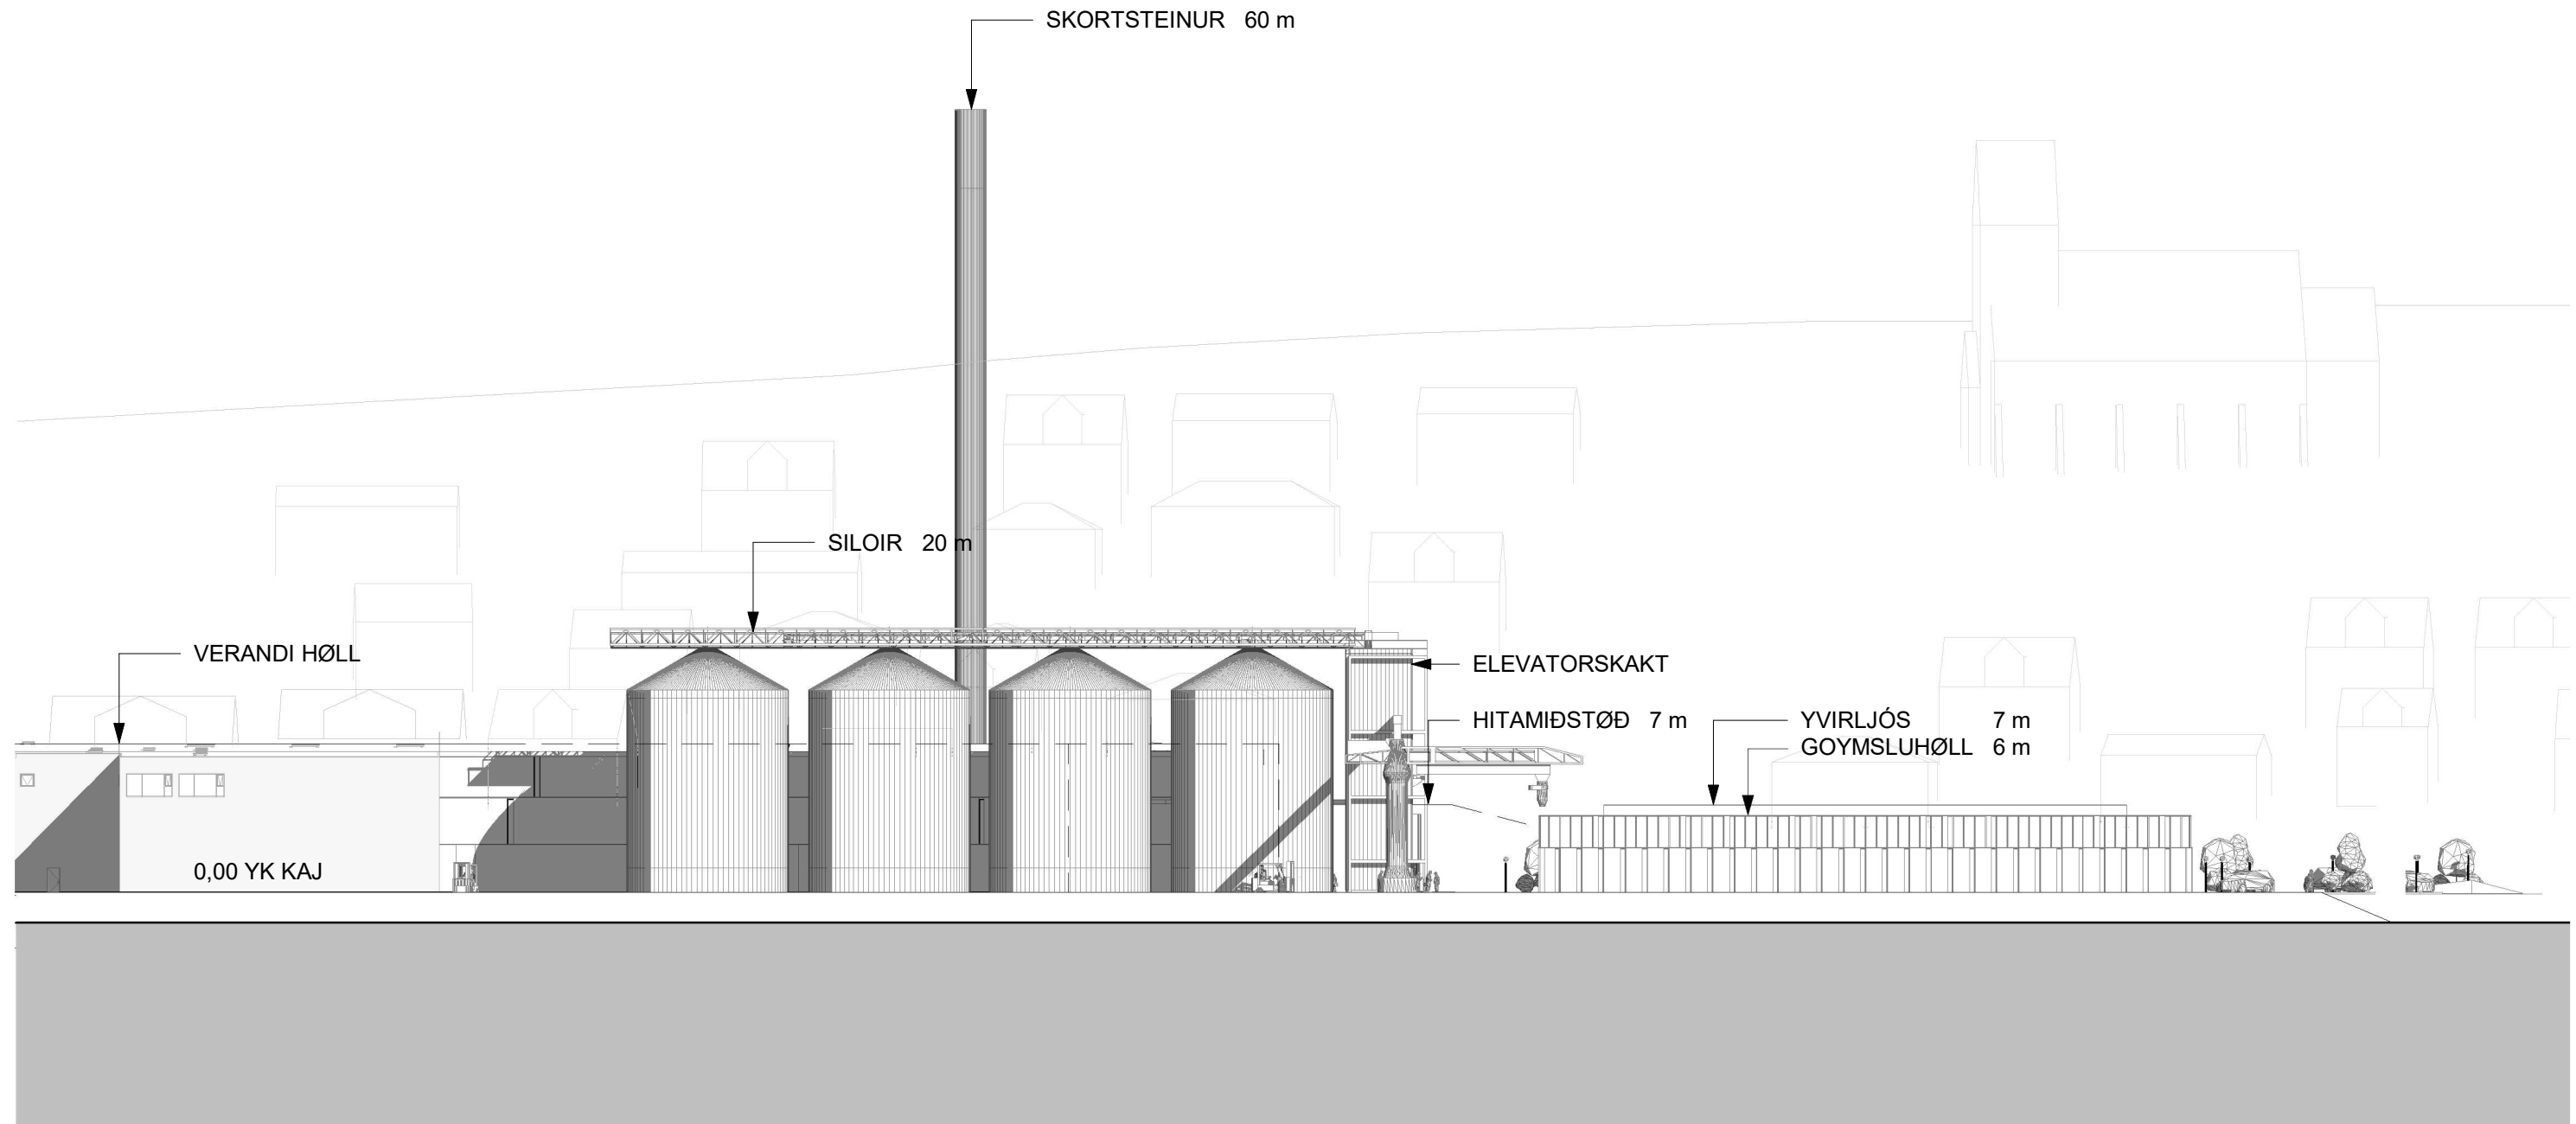 SKORTSTEINUR 60 m
SILOIR 20 m
VERANDI HØLL
ELEVATORSKAKT
HITAMIÐSTØÐ 7 m
YVIRLJÓS 7 m
GOYMSLUHØLL 6 m
0,00 YK KAJ